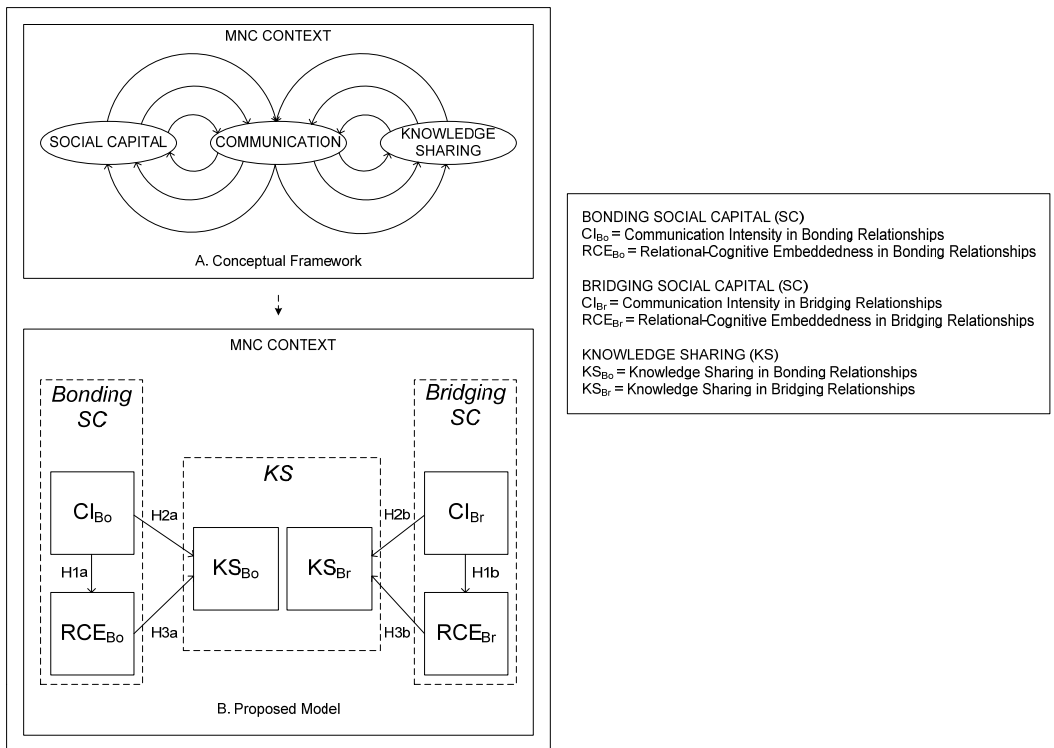 MNC CONTEXT
SOCIAL CAPITAL
COMMUNICATION
KNOWLEDGE
SHARING
A. Conceptual Framework
MNC CONTEXT
Bonding
SC
Bridging
SC
KS
CIBo
CIBr
H2a
H2b
KSBo
KSBr
H1a
H1b
RCEBo
RCEBr
H3a
H3b
B. Proposed Model
BONDING SOCIAL CAPITAL (SC)
CIBo = Communication Intensity in Bonding Relationships
RCEBo = Relational-Cognitive Embeddedness in Bonding Relationships
BRIDGING SOCIAL CAPITAL (SC)
CIBr = Communication Intensity in Bridging Relationships
RCEBr = Relational-Cognitive Embeddedness in Bridging Relationships
KNOWLEDGE SHARING (KS)
KSBo = Knowledge Sharing in Bonding Relationships
KSBr = Knowledge Sharing in Bridging Relationships